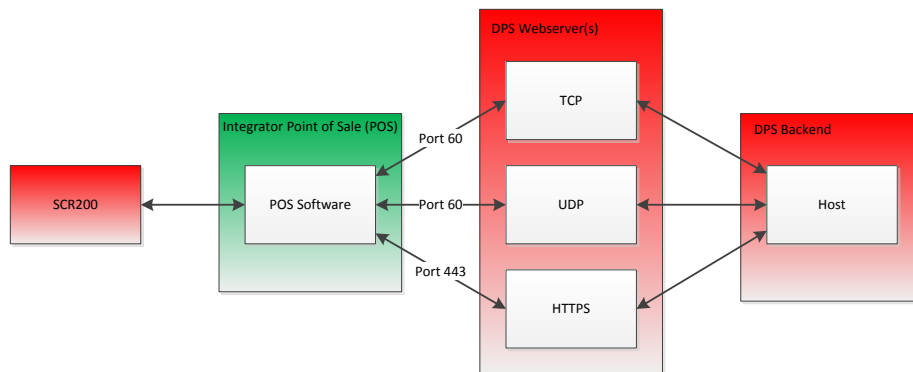 DPS Webserver(s)
TCP
Integrator Point of Sale (POS)
DPS Backend
Port 60
SCR200
POS Software
Port 60
UDP
Host
Port 443
HTTPS